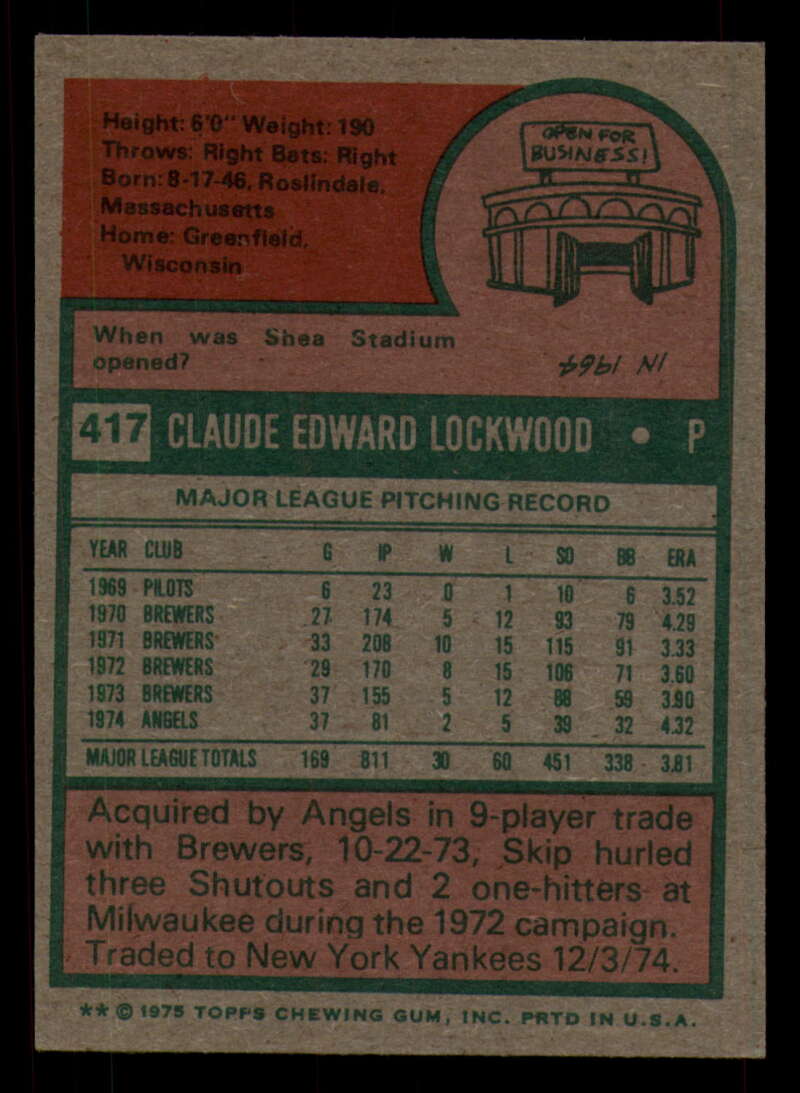 Height: 6'0" Weight: 190
Throws: Right Bats: Right
Born: 8-17-46, Roslindale,
Massachusetts
Home: Greenfield,
Wisconsin
OPEN FOR
BUSINESS!
When was Shea Stadium
opened?
IN 1964
417 CLAUDE EDWARD LOCKWOOD • P
MAJOR LEAGUE PITCHING RECORD
YEAR CLUB G IP W L SO BB ERA
1969 PILOTS 6 23 0 1 10 6 3.52
1970 BREWERS 27 174 5 12 93 79 4.29
1971 BREWERS 33 208 10 15 115 91 3.33
1972 BREWERS 29 170 8 15 106 71 3.60
1973 BREWERS 37 155 5 12 88 59 3.90
1974 ANGELS 37 81 2 5 39 32 4.32
MAJOR LEAGUE TOTALS 169 811 30 60 451 338 3.81
Acquired by Angels in 9-player trade
with Brewers, 10-22-73, Skip hurled
three Shutouts and 2 one-hitters at
Milwaukee during the 1972 campaign.
Traded to New York Yankees 12/3/74.
** © 1975 TOPPS CHEWING GUM, INC. PRTD IN U.S.A.